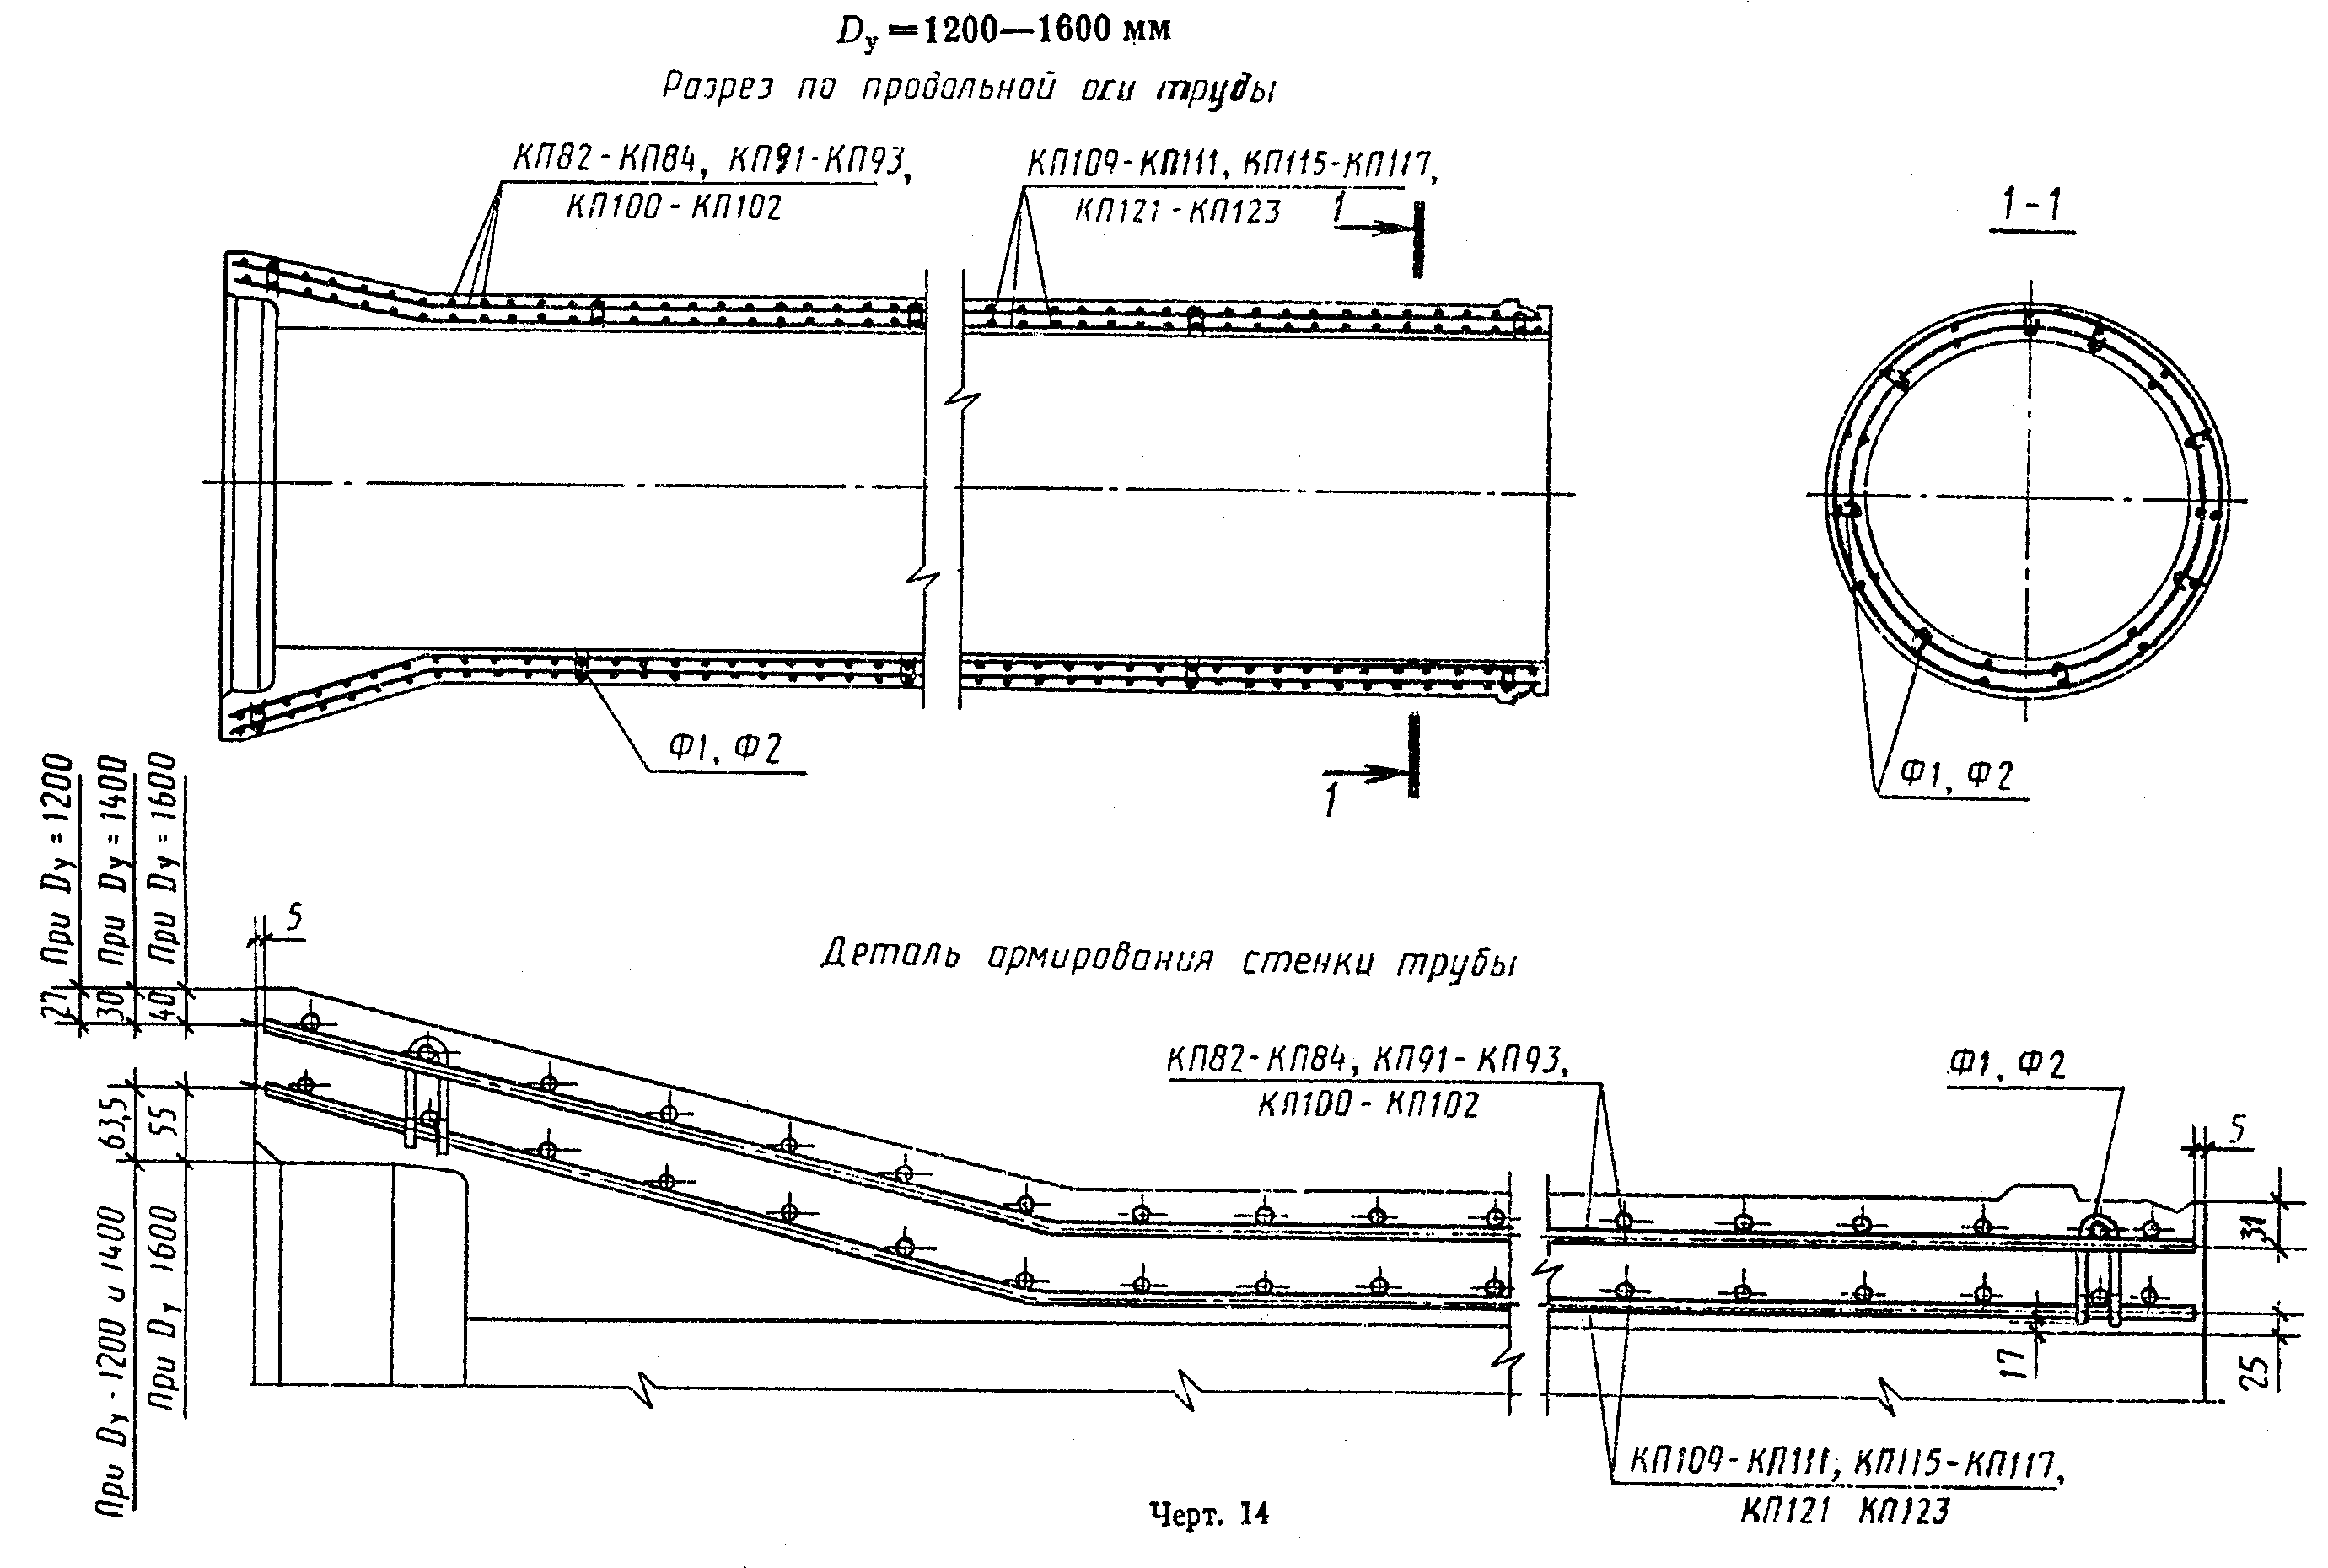 Dу = 1200—1600 мм
Разрез по продольной оси трубы
КП82-КП84, КП91-КП93,
КП100-КП102
КП109-КП111, КП115-КП117,
КП121-КП123
1
1-1
Ф1, Ф2
1
Ф1, Ф2
27 При Dу=1200
30 При Dу=1400
40 При Dу=1600
5
Деталь армирования стенки трубы
63,5
При Dу-1200 и 1400
55
При Dу 1600
КП82-КП84, КП91-КП93,
КП100-КП102
Ф1, Ф2
5
31
17
25
КП109-КП111, КП115-КП117,
КП121 КП123
Черт. 14